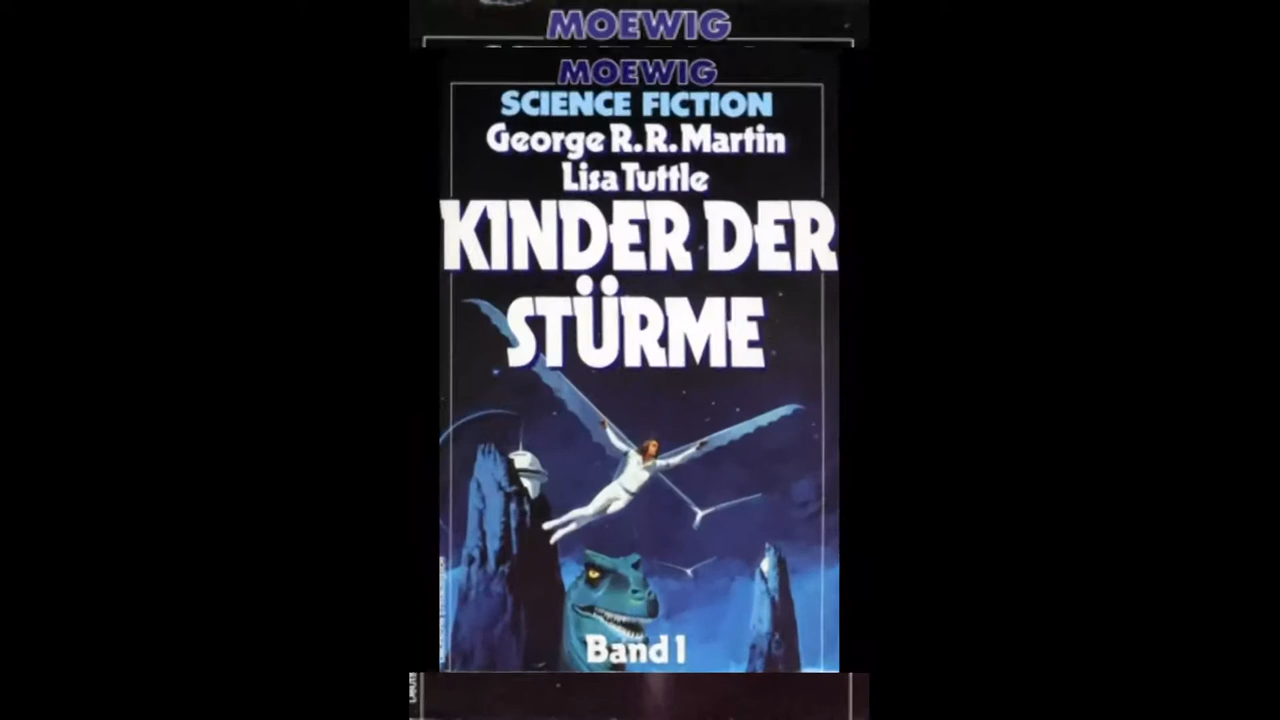 MOEWIG
MOEWIG
SCIENCE FICTION
George R.R. Martin
Lisa Tuttle
KINDER DER
STÜRME
Band 1